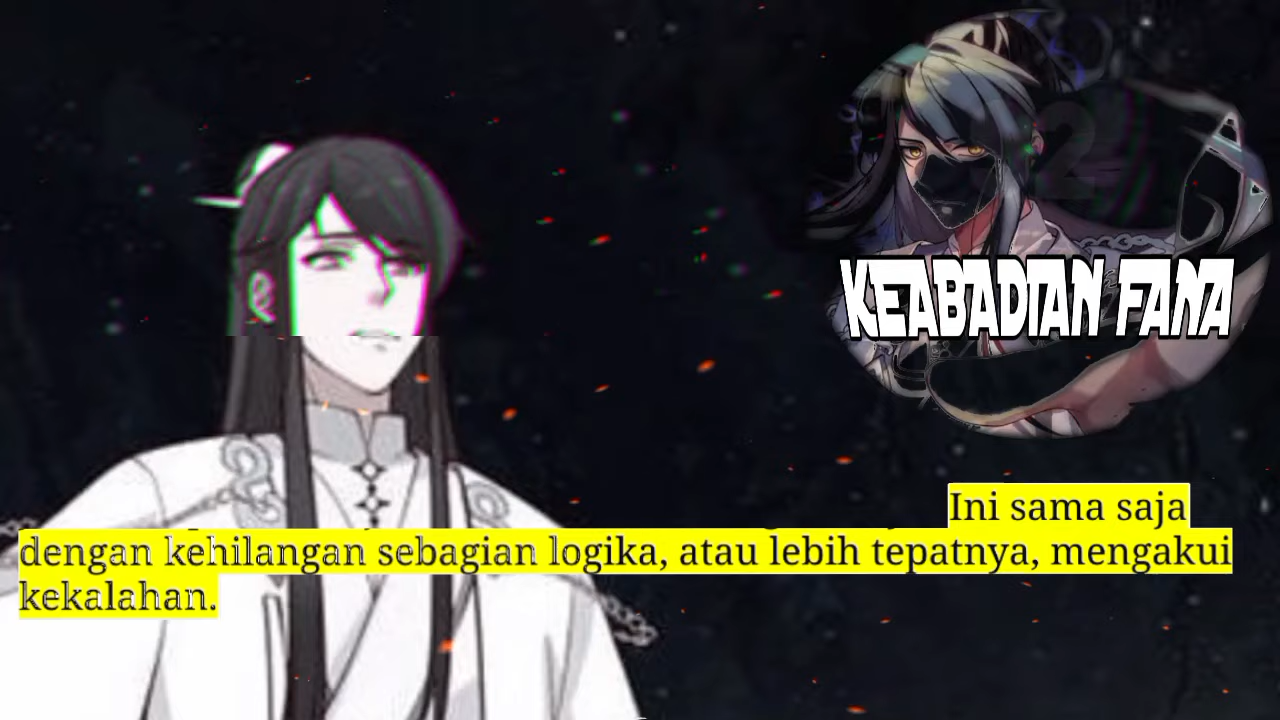 KEABADIAN FANA
Ini sama saja
dengan kehilangan sebagian logika, atau lebih tepatnya, mengakui
kekalahan.